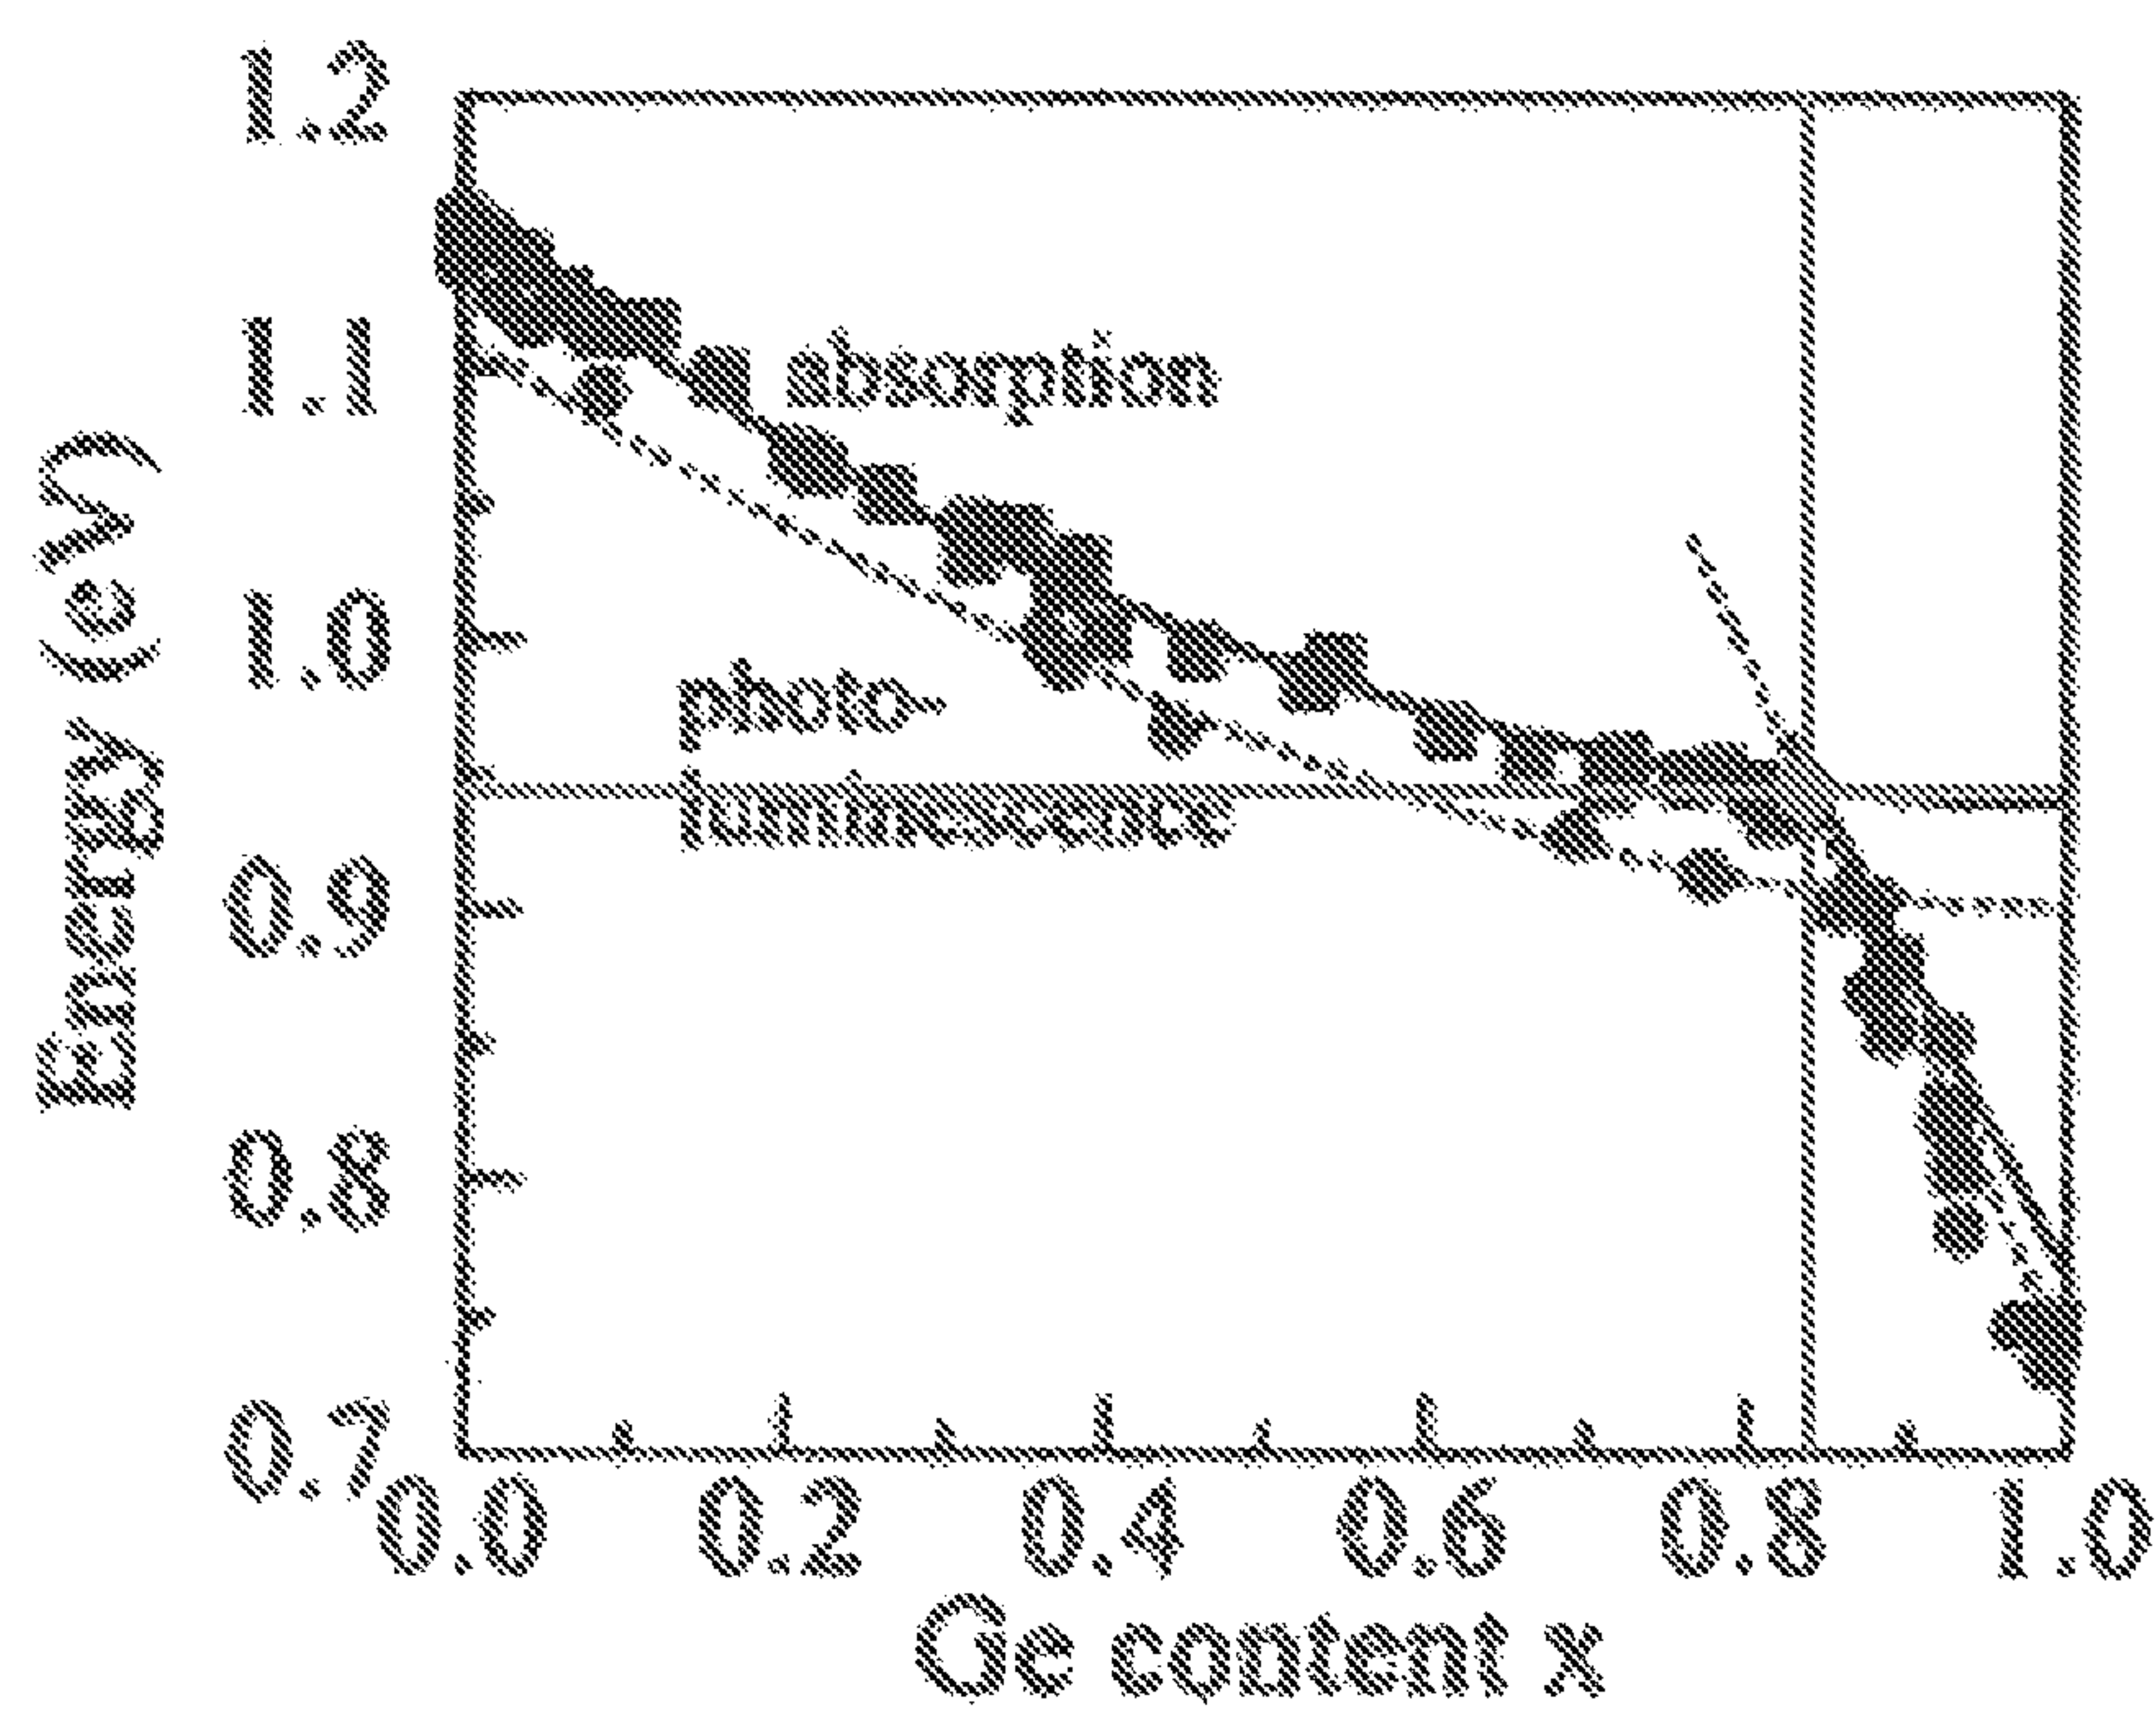 1.2
1.1
absorption
Energy (eV)
1.0
photo-
luminescence
0.9
0.8
0.7
0.0 0.2 0.4 0.6 0.8 1.0
Ge content x